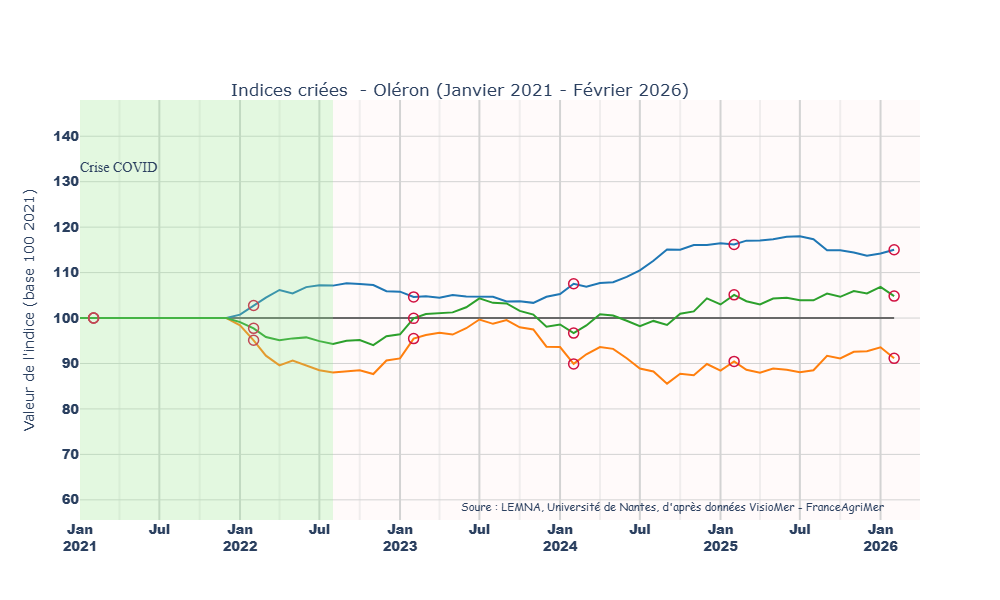 Indices criées  - Oléron (Janvier 2021 - Février 2026)
Valeur de l'indice (base 100 2021)
140
130
120
110
100
90
80
70
60
Crise COVID
Soure : LEMNA, Université de Nantes, d'après données VisioMer - FranceAgriMer
Jan Jul Jan Jul Jan Jul Jan Jul Jan Jul Jan
2021 2022 2023 2024 2025 2026